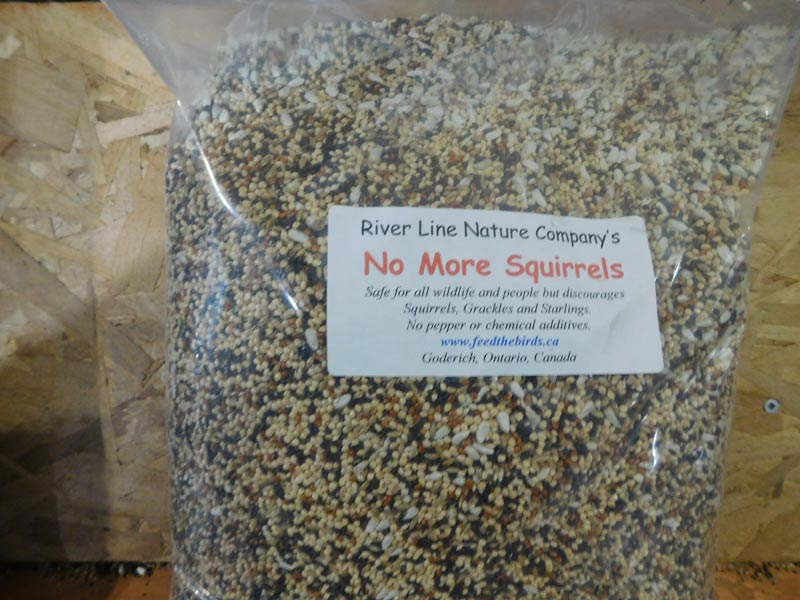 River Line Nature Company's
No More Squirrels
Safe for all wildlife and people but discourages
Squirrels, Grackles and Starlings.
No pepper or chemical additives.
www.feedthebirds.ca
Goderich, Ontario, Canada